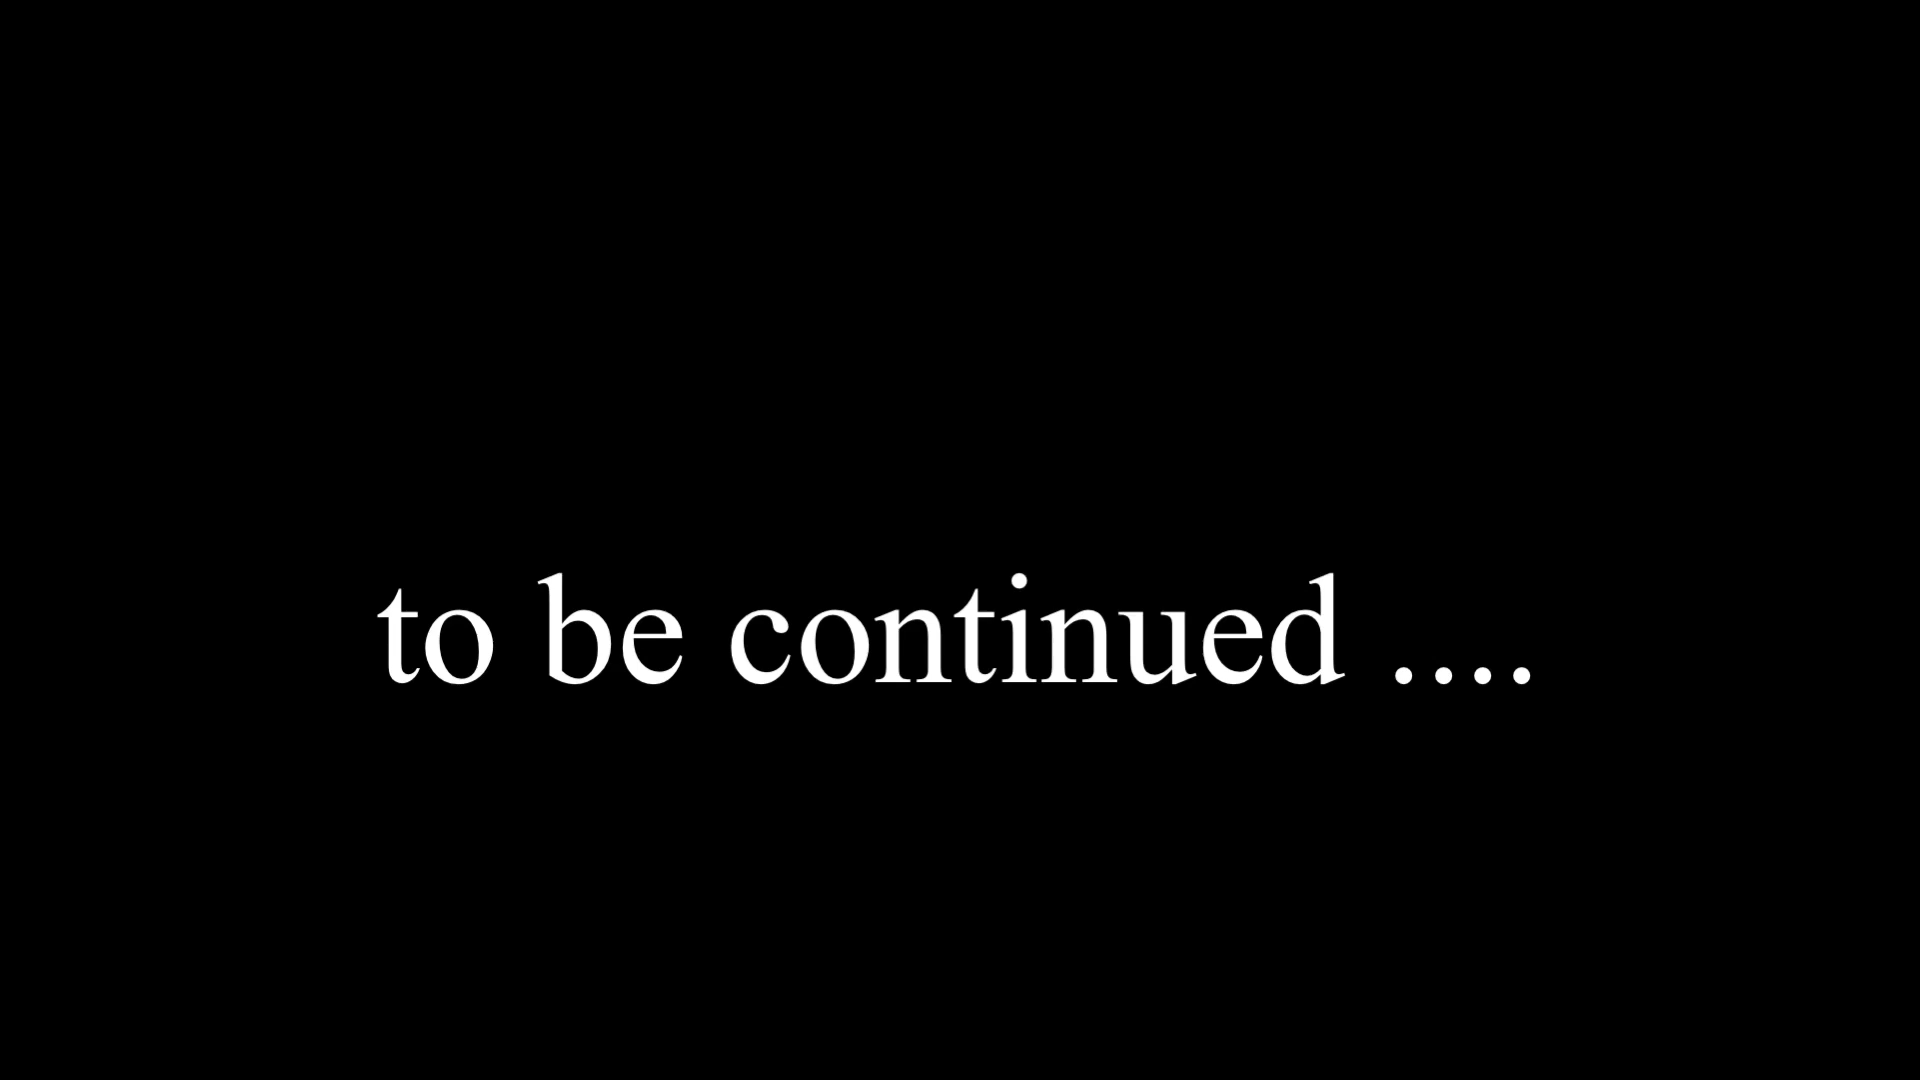 to be continued ....